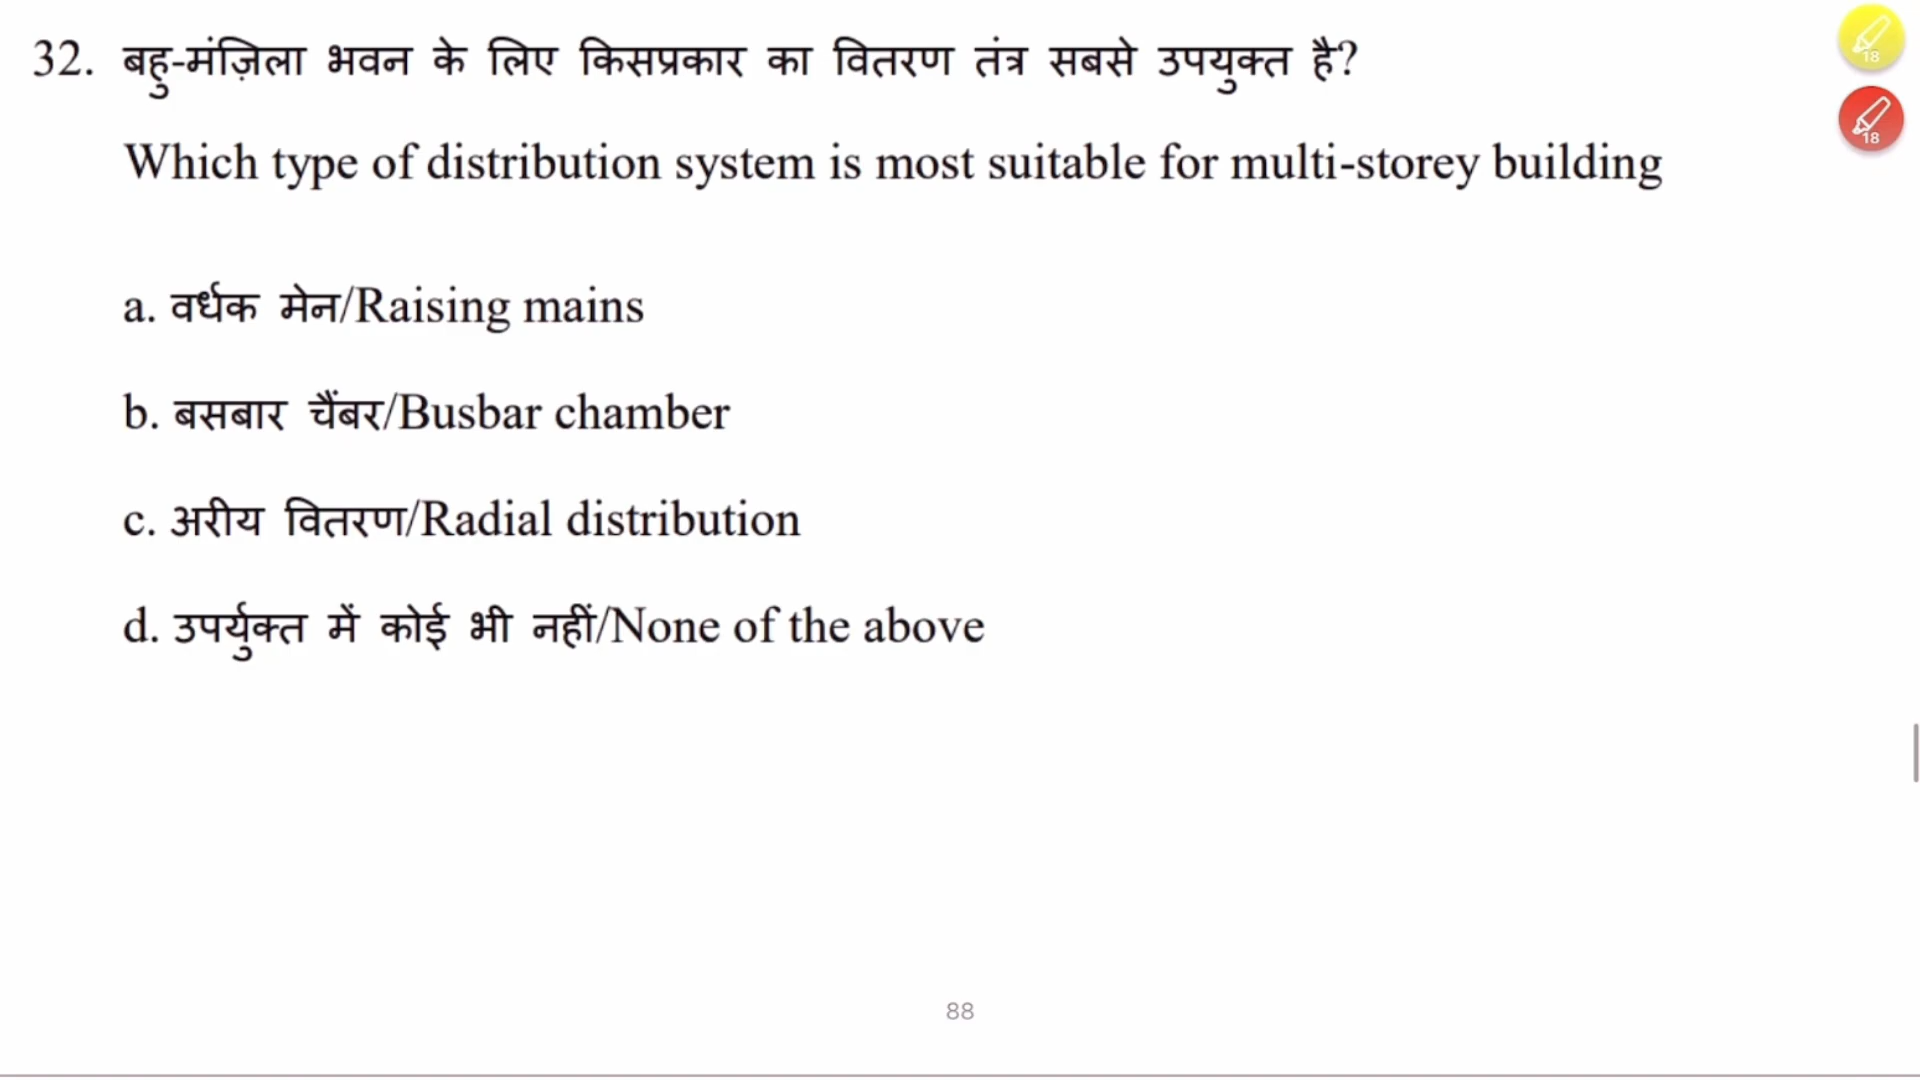 32. बहु-मंज़िला भवन के लिए किसप्रकार का वितरण तंत्र सबसे उपयुक्त है?
Which type of distribution system is most suitable for multi-storey building
a. वर्धक मेन/Raising mains
b. बसबार चैंबर/Busbar chamber
c. अरीय वितरण/Radial distribution
d. उपर्युक्त में कोई भी नहीं/None of the above
18
18
88